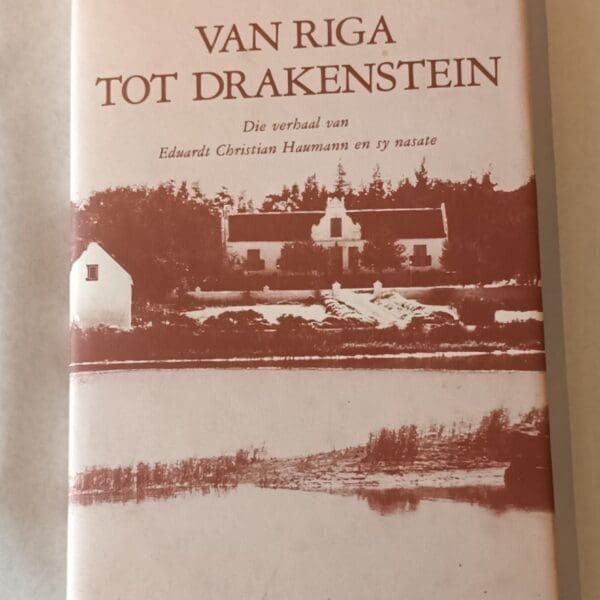 VAN RIGA
TOT DRAKENSTEIN
Die verhaal van
Eduardt Christian Haumann en sy nasate